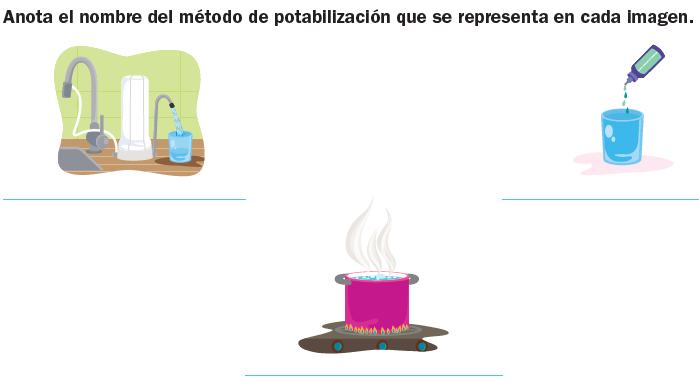 Anota el nombre del método de potabilización que se representa en cada imagen.